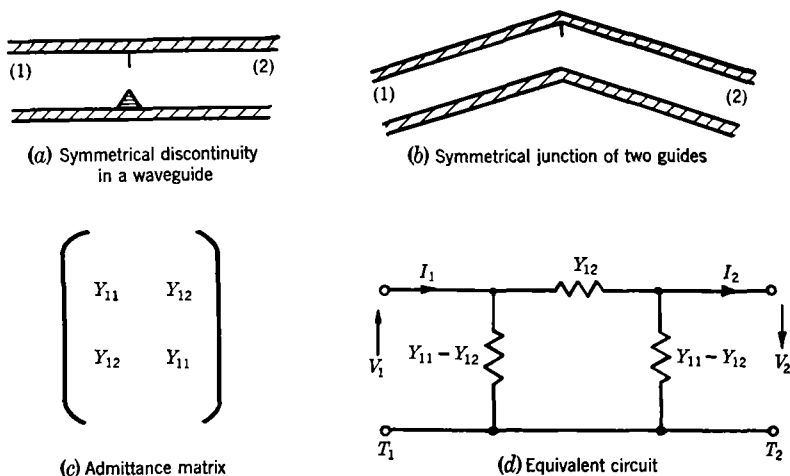 (1)
(2)
(a) Symmetrical discontinuity
in a waveguide
(1)
(2)
(b) Symmetrical junction of two guides
Y11 Y12
Y12 Y11
(c) Admittance matrix
I1
Y12
I2
V1
Y11 – Y12
Y11 – Y12
V2
T1
T2
(d) Equivalent circuit